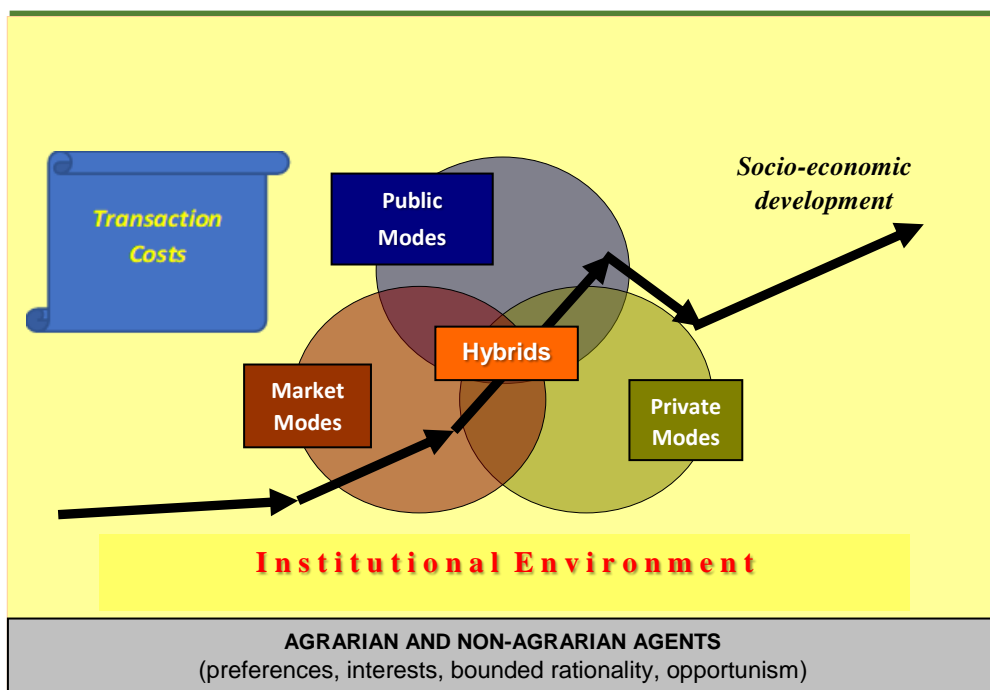 Socio-economic
development
Transaction
Costs
Public
Modes
Hybrids
Market
Modes
Private
Modes
Institutional Environment
AGRARIAN AND NON-AGRARIAN AGENTS
(preferences, interests, bounded rationality, opportunism)